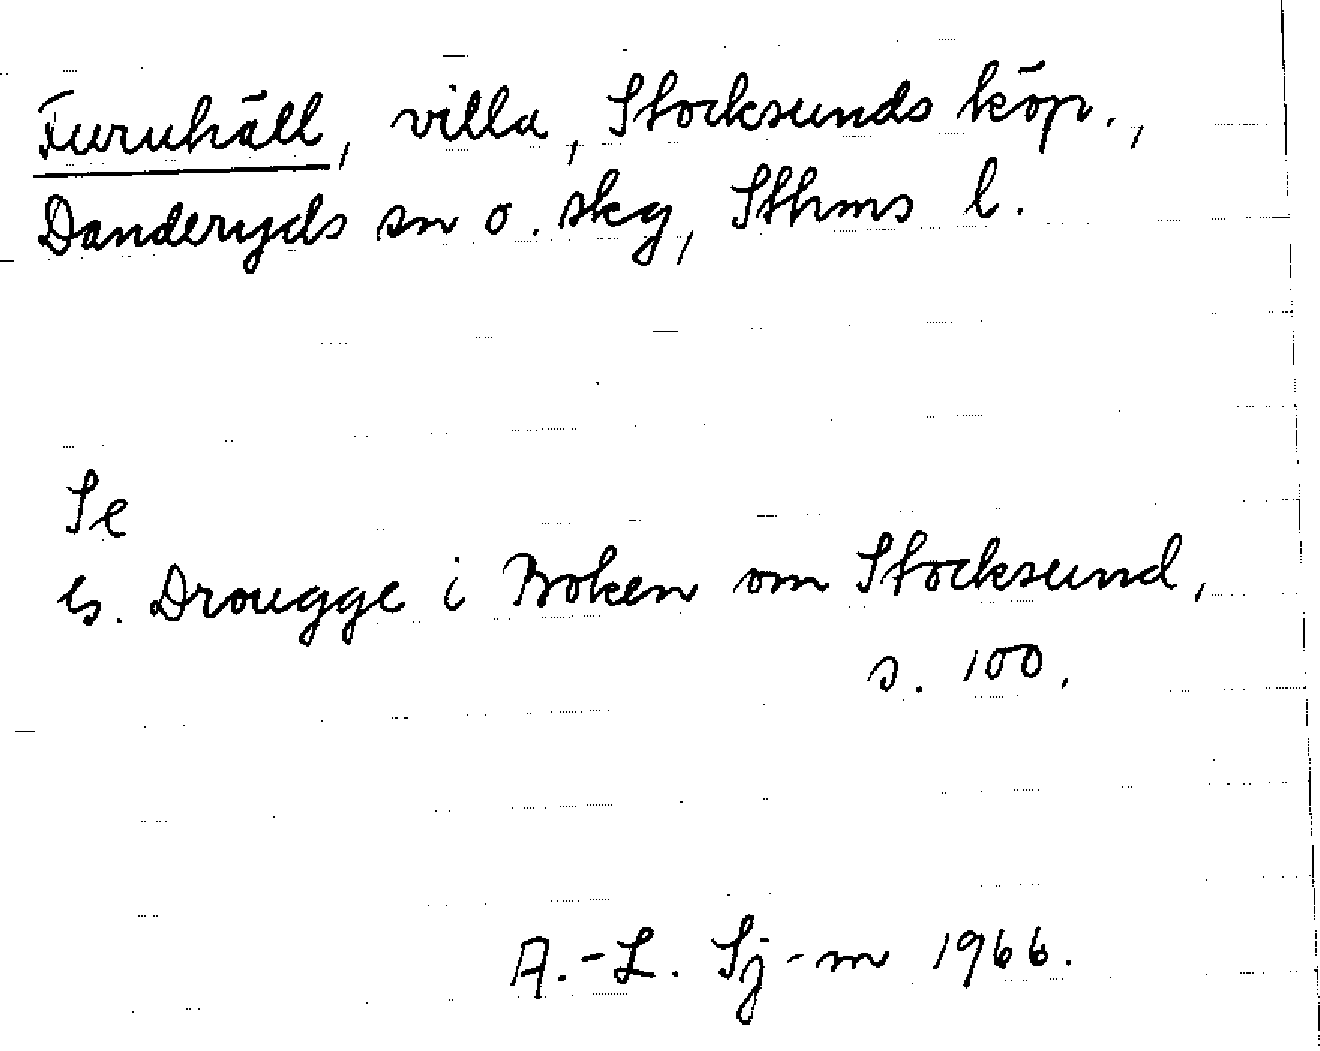 Furuhäll, villa, Stocksunds köp.,
Danderyds sn o. skg, Sthms l.
Se
G. Drougge i Boken om Stocksund,
s. 100.
A.-L. Sj-m 1966.